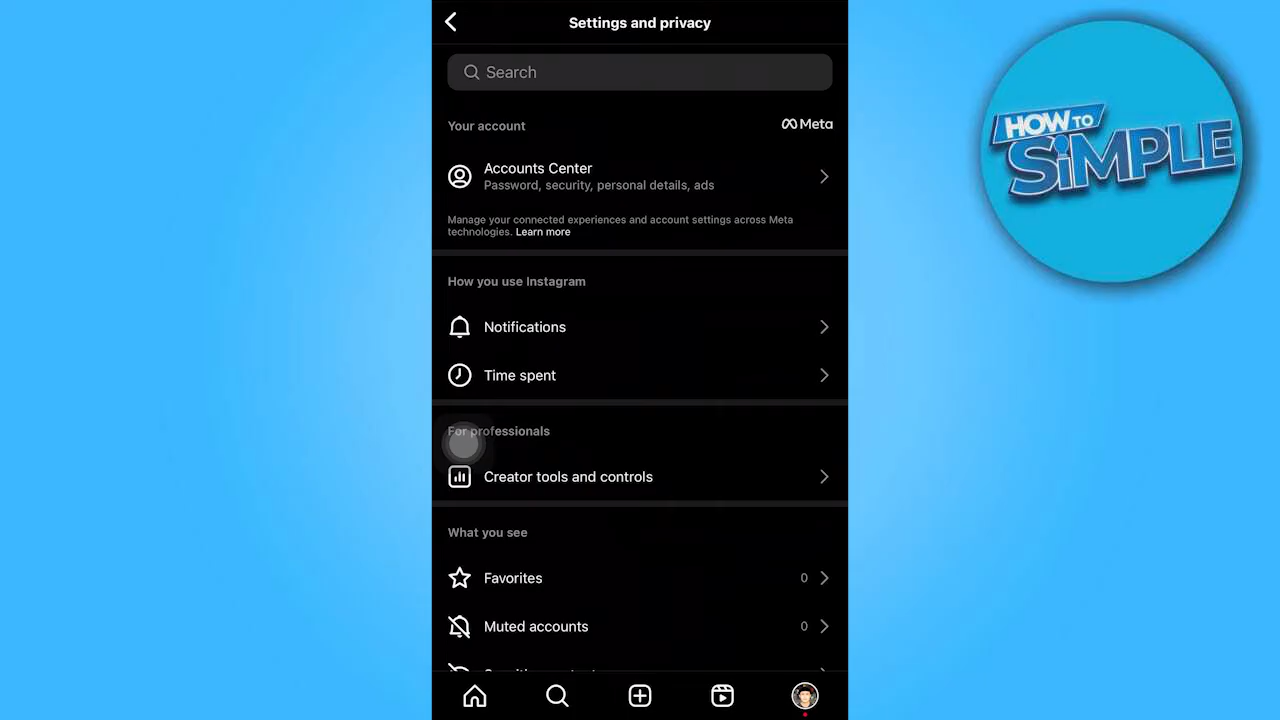 Settings and privacy
HOW TO
SiMPLE
Search
Your account
Meta
Accounts Center
Password, security, personal details, ads
Manage your connected experiences and account settings across Meta
technologies. Learn more
How you use Instagram
Notifications
Time spent
For professionals
Creator tools and controls
What you see
Favorites 0
Muted accounts 0